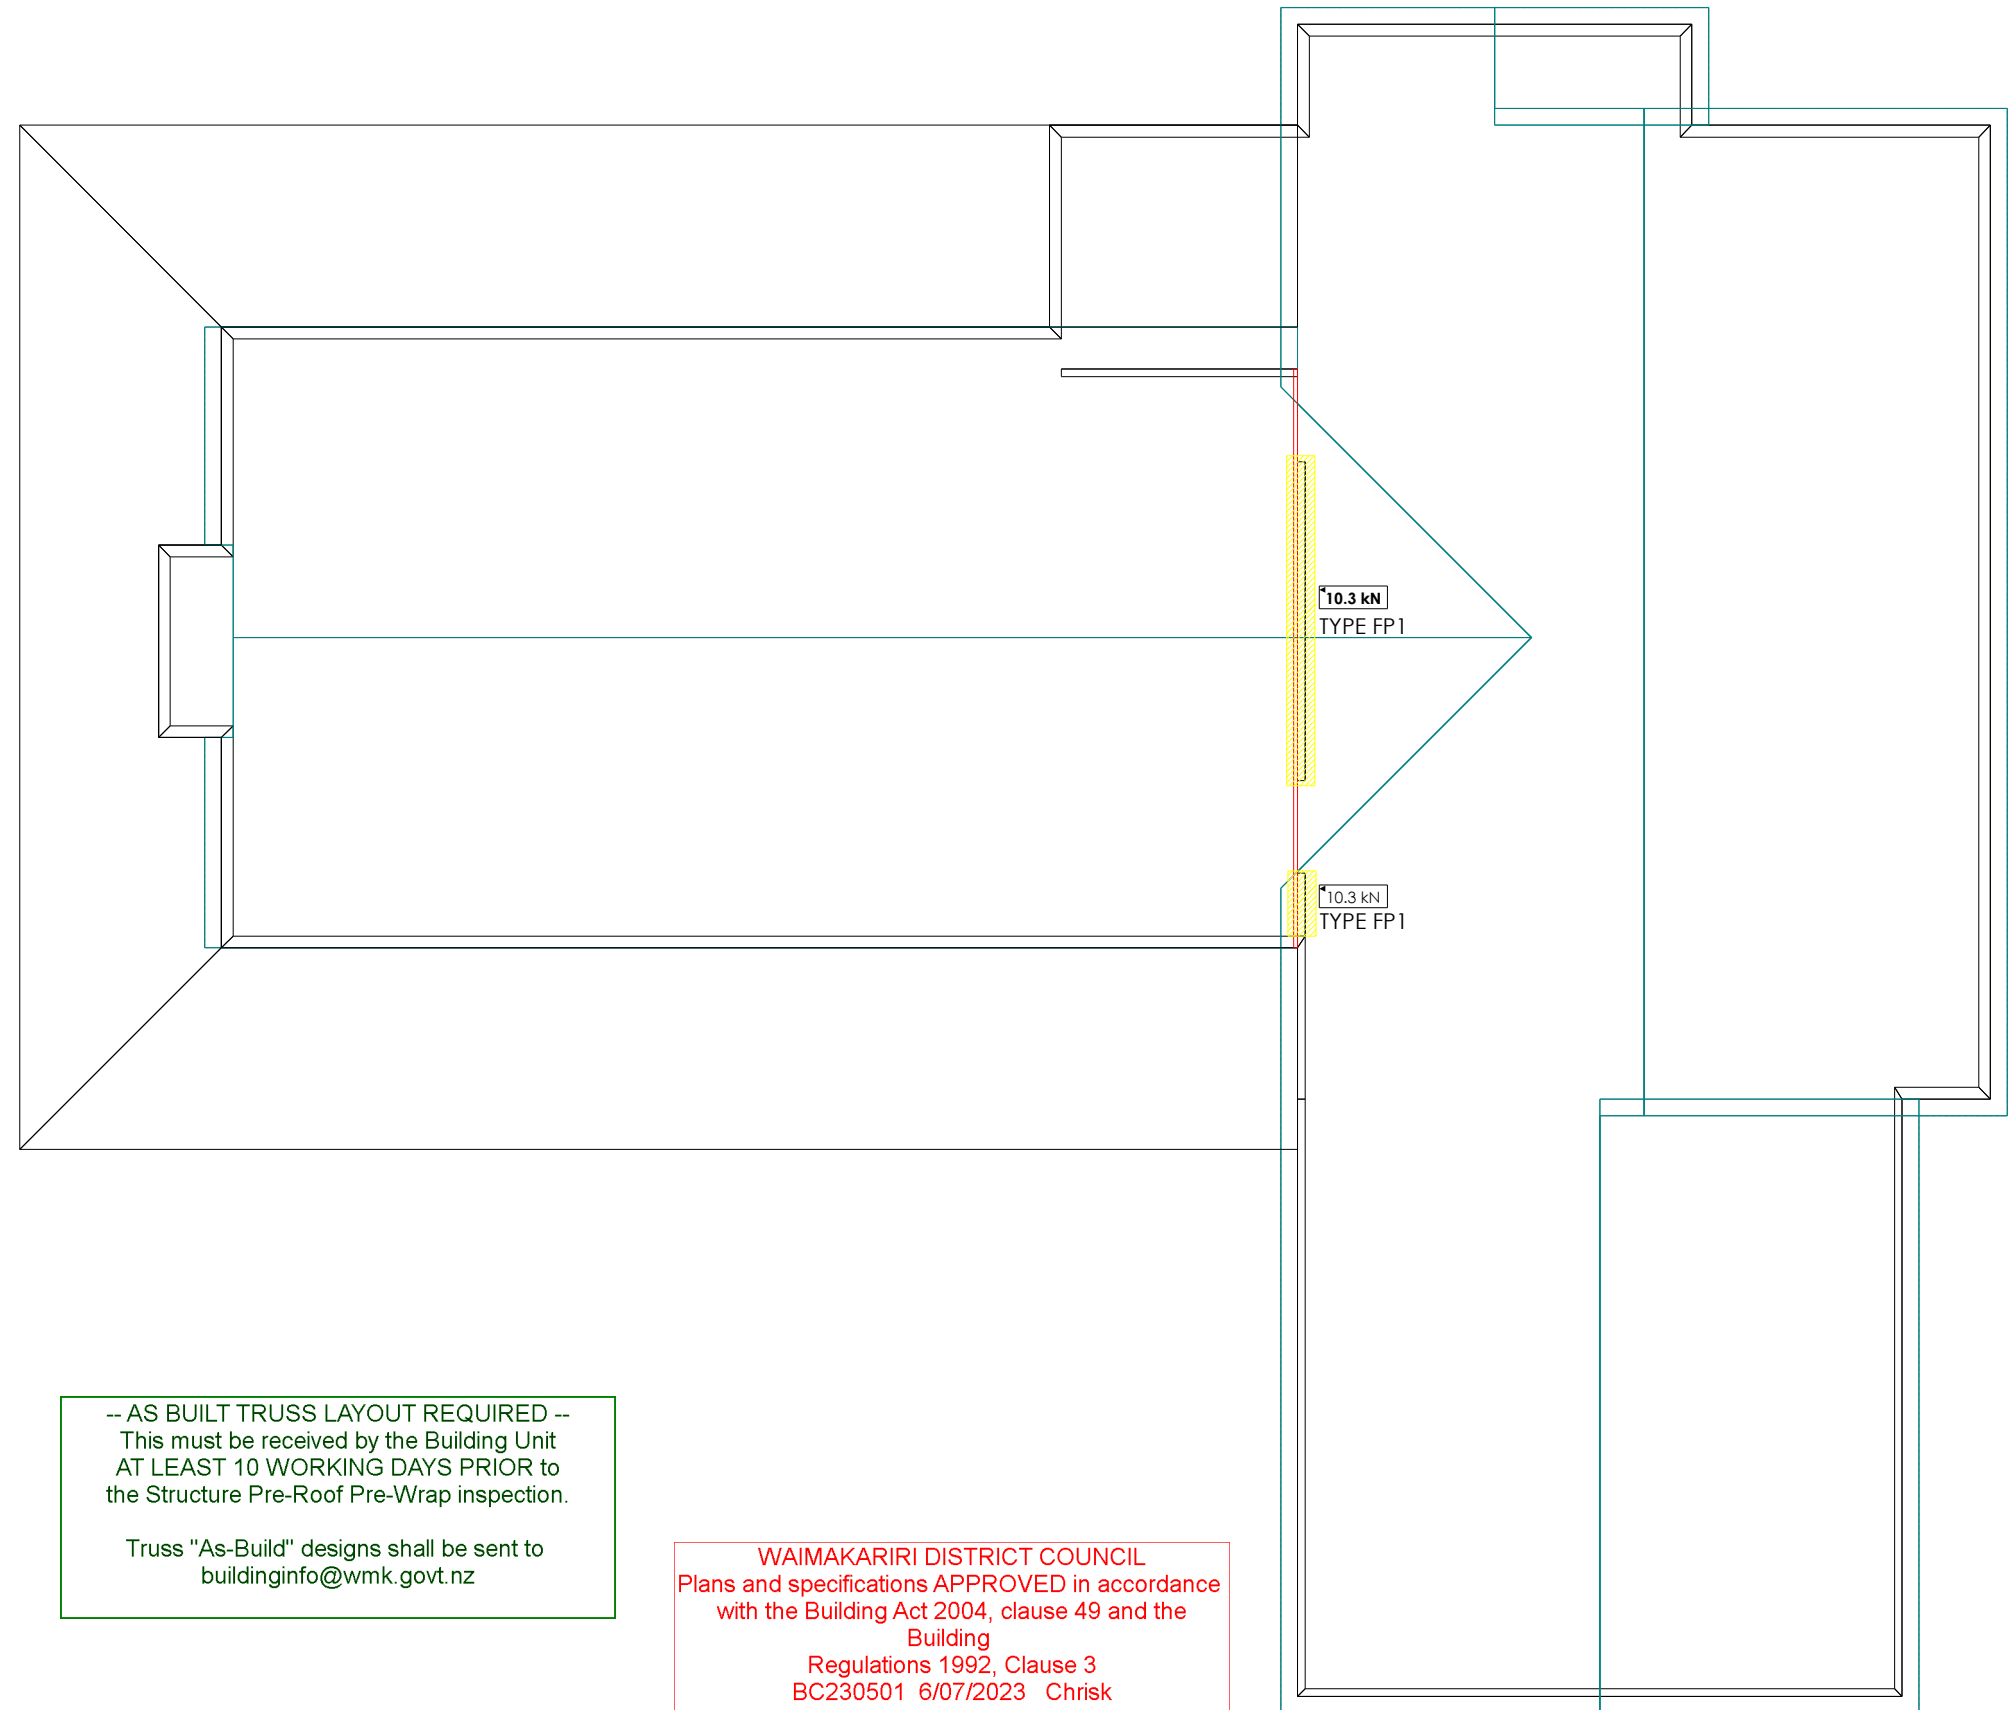 10.3 kN
TYPE FP1
10.3 kN
TYPE FP1
-- AS BUILT TRUSS LAYOUT REQUIRED --
This must be received by the Building Unit
AT LEAST 10 WORKING DAYS PRIOR to
the Structure Pre-Roof Pre-Wrap inspection.
Truss "As-Build" designs shall be sent to
buildinginfo@wmk.govt.nz
WAIMAKARIRI DISTRICT COUNCIL
Plans and specifications APPROVED in accordance
with the Building Act 2004, clause 49 and the
Building
Regulations 1992, Clause 3
BC230501  6/07/2023   Chrisk